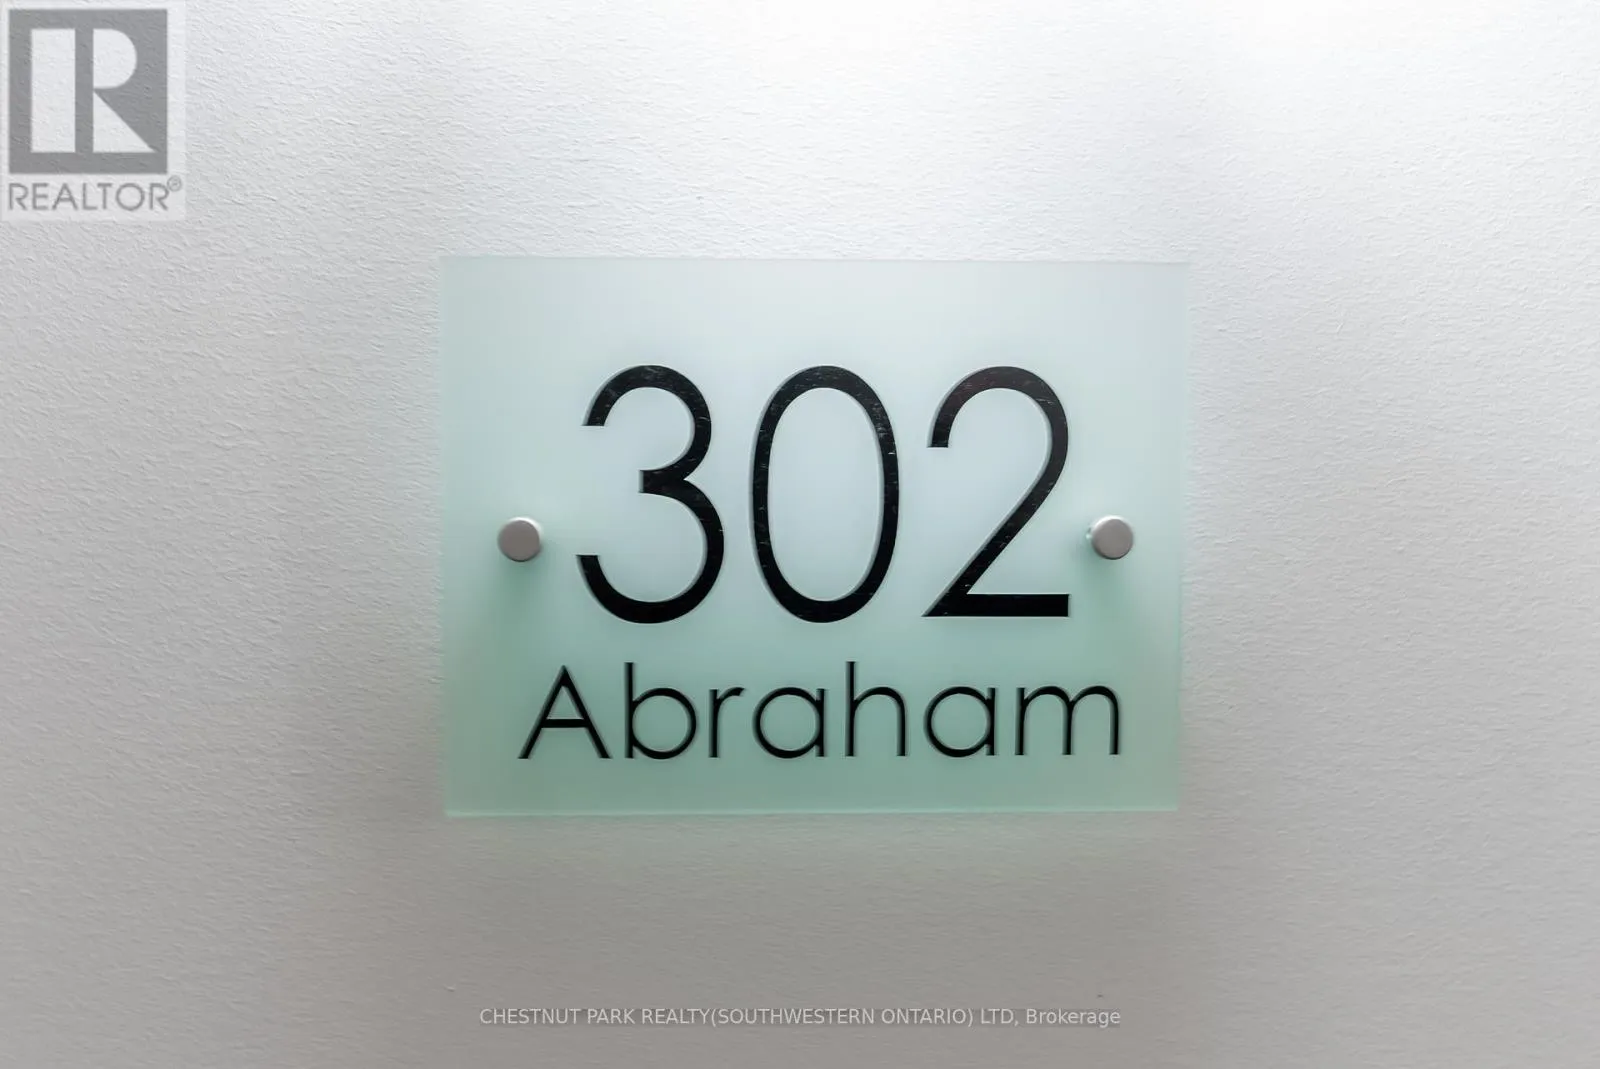 R
REALTOR®
302
Abraham
CHESTNUT PARK REALTY(SOUTHWESTERN ONTARIO) LTD, Brokerage